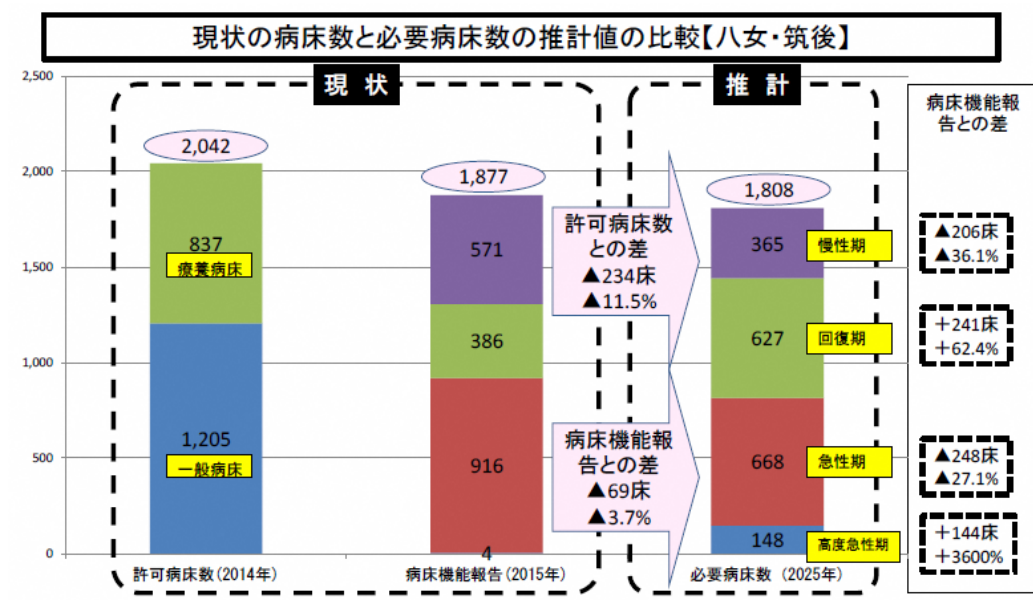 現状の病床数と必要病床数の推計値の比較【八女・筑後】
現 状
推 計
病床機能報
告との差
2,500
2,000
1,500
1,000
500
0
2,042
837
療養病床
1,205
一般病床
1,877
571
386
916
4
許可病床数
との差
▲234床
▲11.5%
病床機能報
告との差
▲69床
▲3.7%
1,808
365
慢性期
627
回復期
668
急性期
148
高度急性期
▲206床
▲36.1%
+241床
+62.4%
▲248床
▲27.1%
+144床
+3600%
許可病床数(2014年)
病床機能報告(2015年)
必要病床数 (2025年)